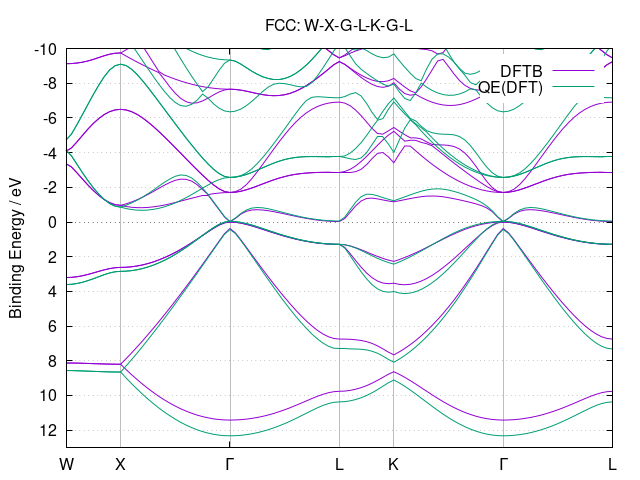 FCC: W-X-G-L-K-G-L
-10
-8
-6
-4
-2
0
2
4
6
8
10
12
Binding Energy / eV
DFTB
QE(DFT)
W X Γ L K Γ L